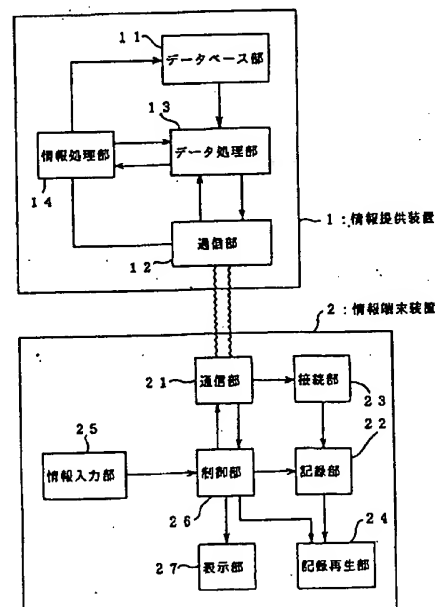 11
データベース部
13
情報処理部
データ処理部
14
通信部
12
1：情報提供装置
2：情報端末装置
通信部
接続部
21
23
25
22
情報入力部
制御部
記録部
26
24
表示部
記録再生部
27